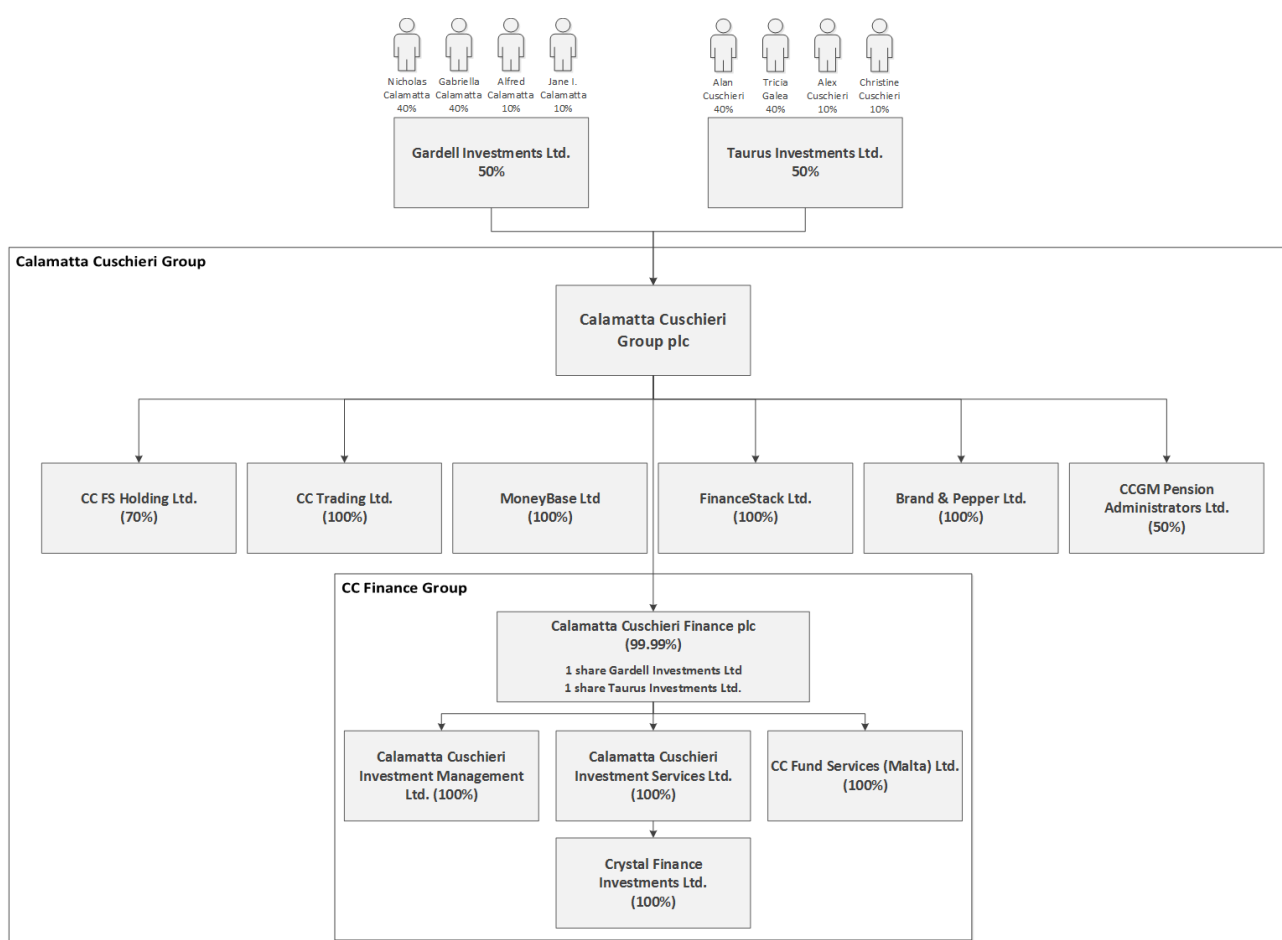 Nicholas
Calamatta
40%
Gabriella
Calamatta
40%
Alfred
Calamatta
10%
Jane I.
Calamatta
10%
Alan
Cuschieri
40%
Tricia
Galea
40%
Alex
Cuschieri
10%
Christine
Cuschieri
10%
Gardell Investments Ltd.
50%
Taurus Investments Ltd.
50%
Calamatta Cuschieri Group
Calamatta Cuschieri
Group plc
CC FS Holding Ltd.
(70%)
CC Trading Ltd.
(100%)
MoneyBase Ltd
(100%)
FinanceStack Ltd.
(100%)
Brand & Pepper Ltd.
(100%)
CCGM Pension
Administrators Ltd.
(50%)
CC Finance Group
Calamatta Cuschieri Finance plc
(99.99%)
1 share Gardell Investments Ltd
1 share Taurus Investments Ltd.
Calamatta Cuschieri
Investment Management
Ltd. (100%)
Calamatta Cuschieri
Investment Services Ltd.
(100%)
CC Fund Services (Malta) Ltd.
(100%)
Crystal Finance
Investments Ltd.
(100%)